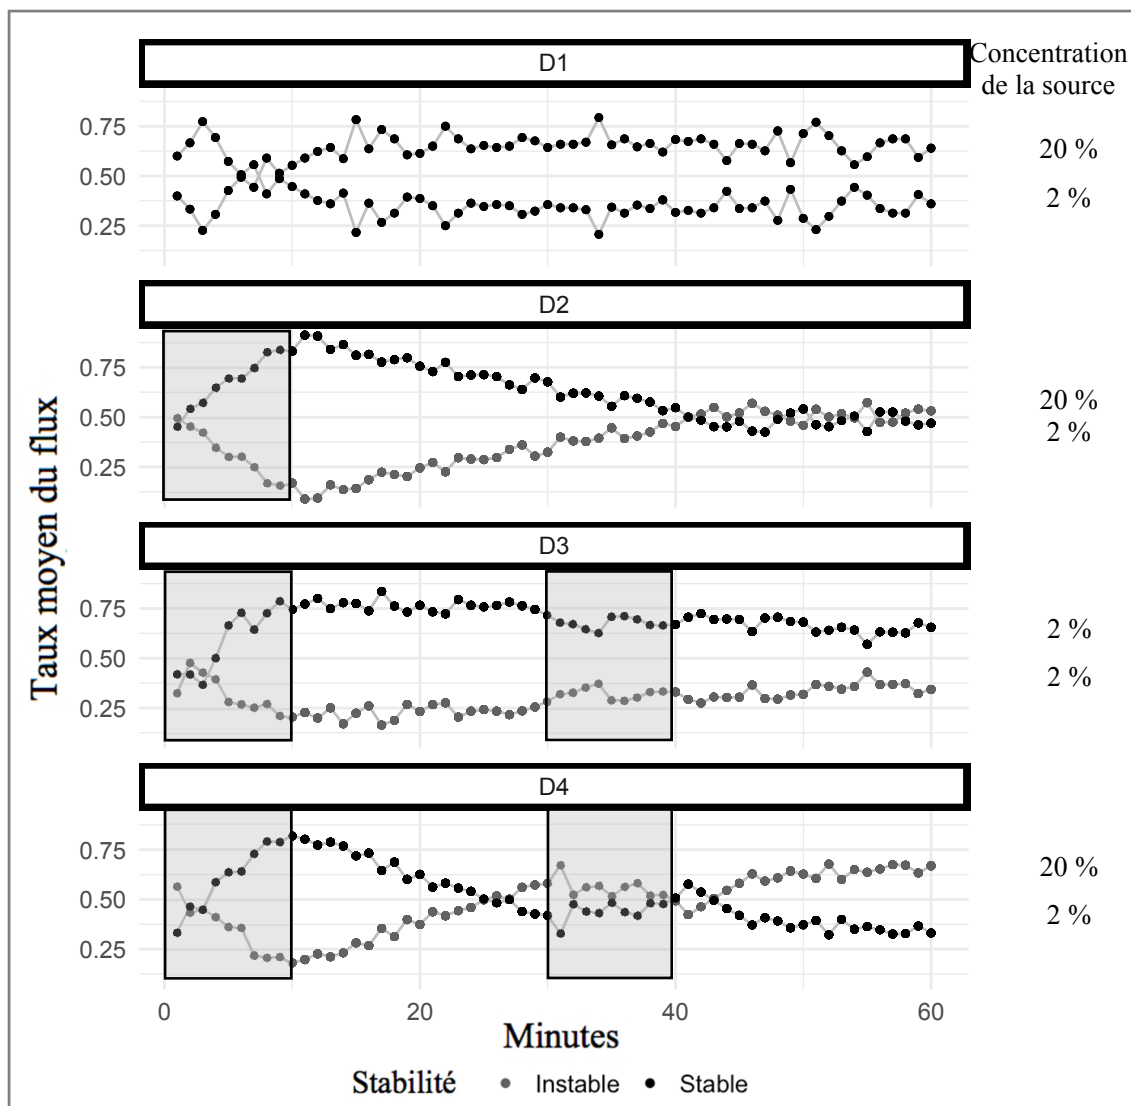 D1
Concentration
de la source
0.75
0.50
0.25
20 %
2 %
D2
0.75
0.50
0.25
20 %
2 %
Taux moyen du flux
D3
0.75
0.50
0.25
2 %
2 %
D4
0.75
0.50
0.25
20 %
2 %
0 20 40 60
Minutes
Stabilité Instable Stable